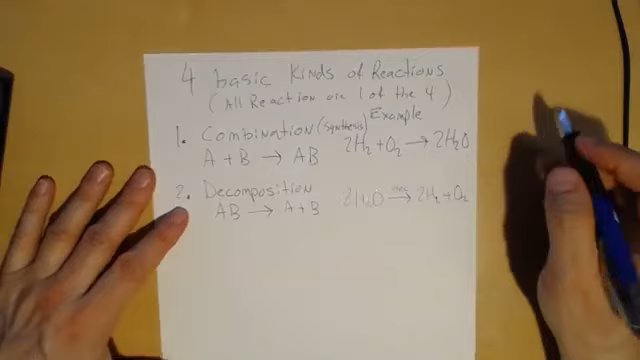 4 basic Kinds of Reactions
(All Reaction are 1 of the 4)
Example
1. Combination (Synthesis)
A + B → AB 2H₂ + O₂ → 2H₂O
2. Decomposition
AB → A + B 2H₂O → 2H₂ + O₂